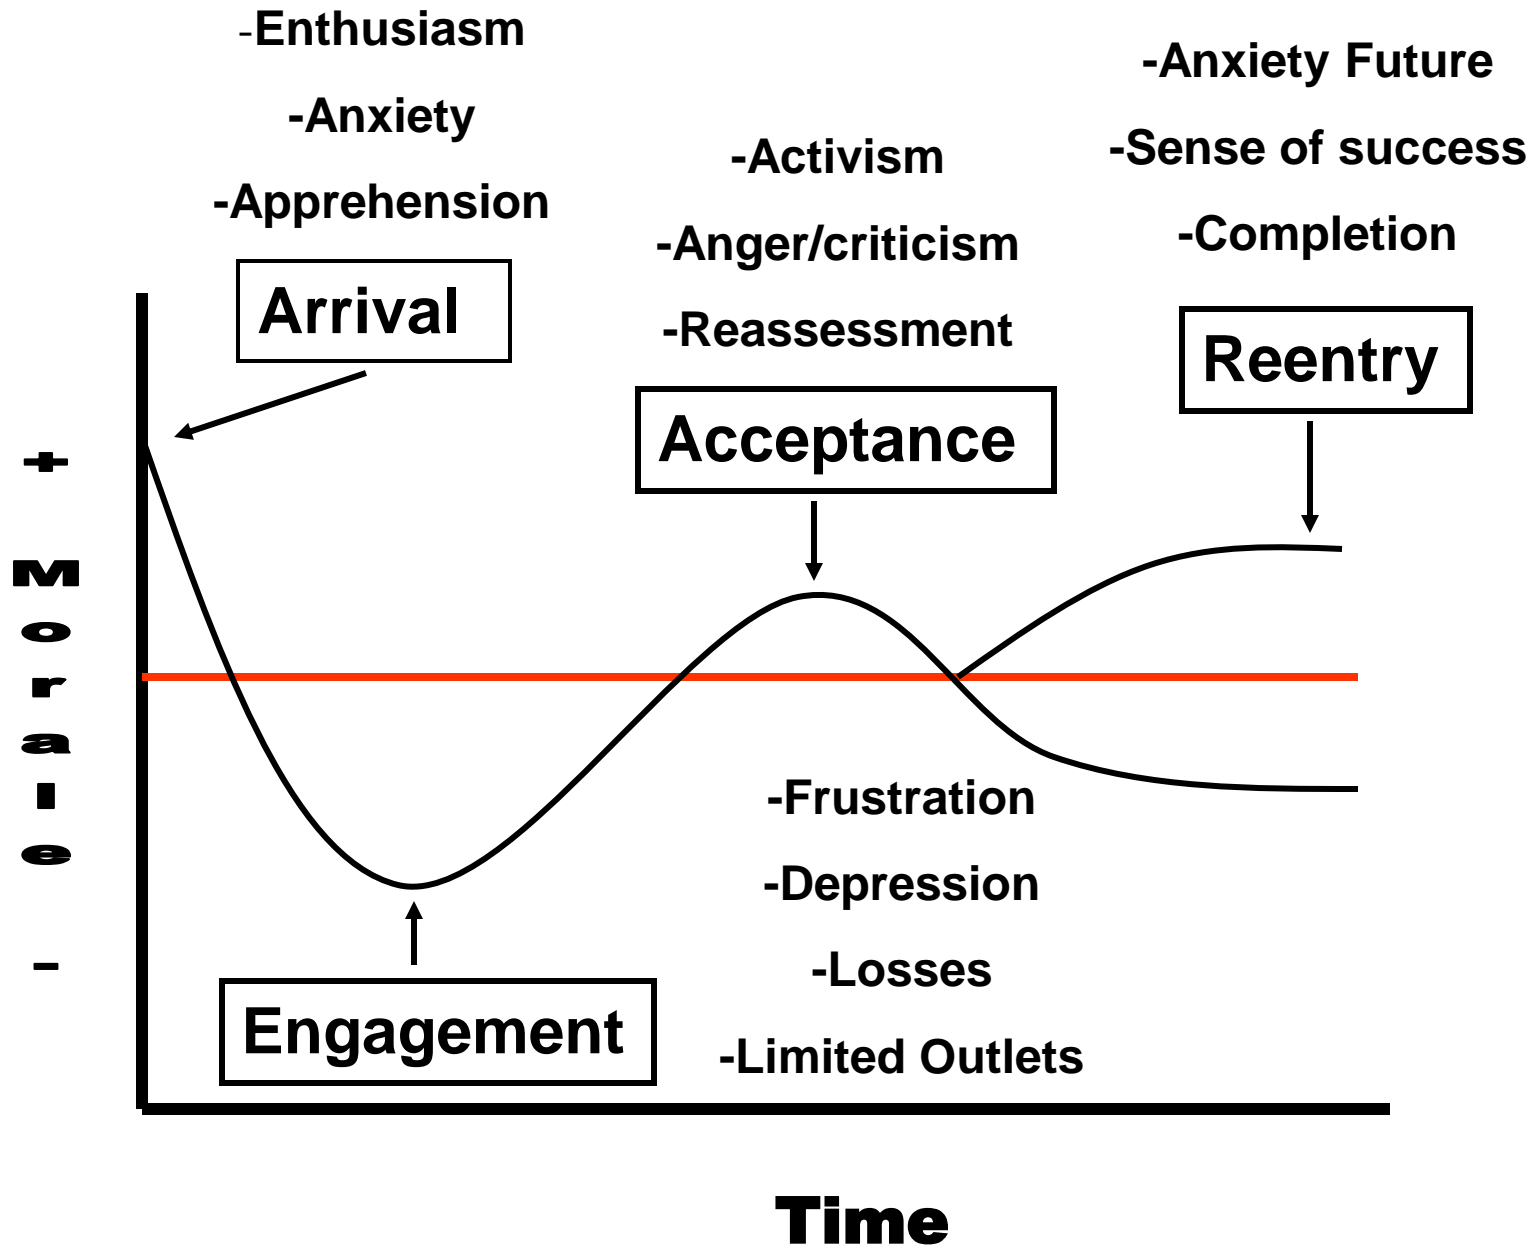 -Enthusiasm
-Anxiety
-Apprehension
Arrival
-Activism
-Anger/criticism
-Reassessment
Acceptance
-Anxiety Future
-Sense of success
-Completion
Reentry
+ Morale -
Engagement
-Frustration
-Depression
-Losses
-Limited Outlets
Time